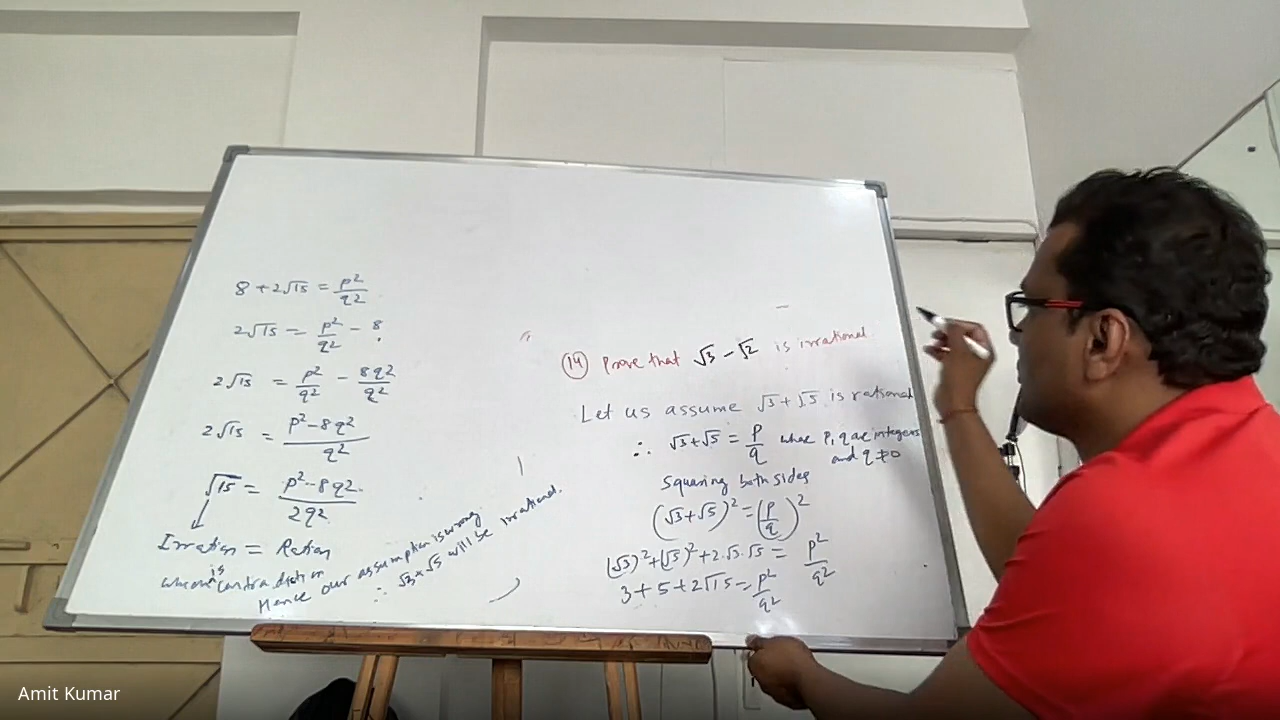 8 + 2√15 = p²/q²
2√15 = p²/q² - 8.
2√15 = p²/q² - 8q²/q²
2√15 = p²-8q²/q²
√15 = p²-8q²/2q²
Irration = Ration
is
contradiction
Hence our assumption is wrong.
∴ √3+√5 will be irrational.
(14) Prove that √3 - √2 is irrational.
Let us assume √3+√5 is rational
∴ √3+√5 = p/q where p, q are integers
and q≠0
Squaring both sides
(√3+√5)² = (p/q)²
(√3)²+(√5)²+2.√3.√5 = p²/q²
3+5+2√15 = p²/q²
Amit Kumar